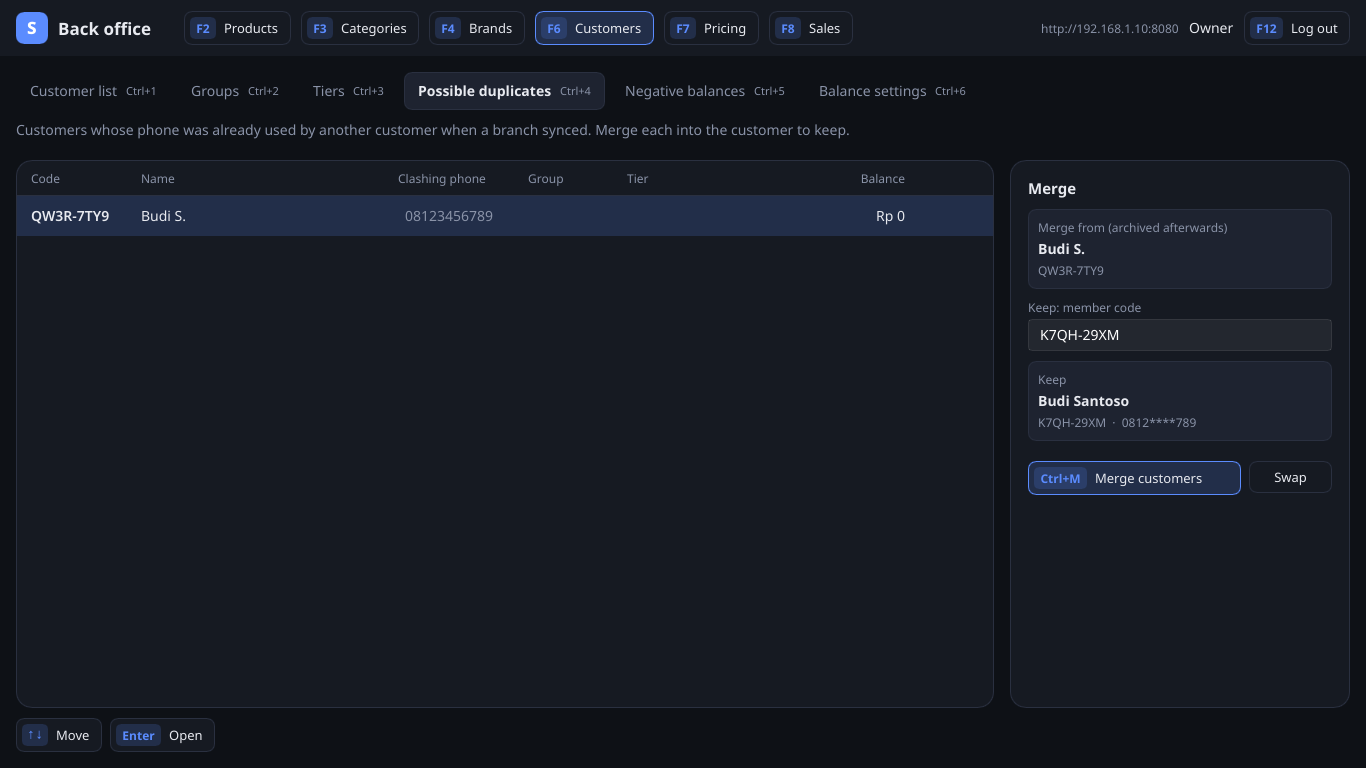 S Back office F2 Products F3 Categories F4 Brands F6 Customers F7 Pricing F8 Sales http://192.168.1.10:8080 Owner F12 Log out
Customer list Ctrl+1 Groups Ctrl+2 Tiers Ctrl+3 Possible duplicates Ctrl+4 Negative balances Ctrl+5 Balance settings Ctrl+6
Customers whose phone was already used by another customer when a branch synced. Merge each into the customer to keep.
Code Name Clashing phone Group Tier Balance
QW3R-7TY9 Budi S. 08123456789 Rp 0
Merge
Merge from (archived afterwards)
Budi S.
QW3R-7TY9
Keep: member code
K7QH-29XM
Keep
Budi Santoso
K7QH-29XM · 0812****789
Ctrl+M Merge customers Swap
↑↓ Move Enter Open